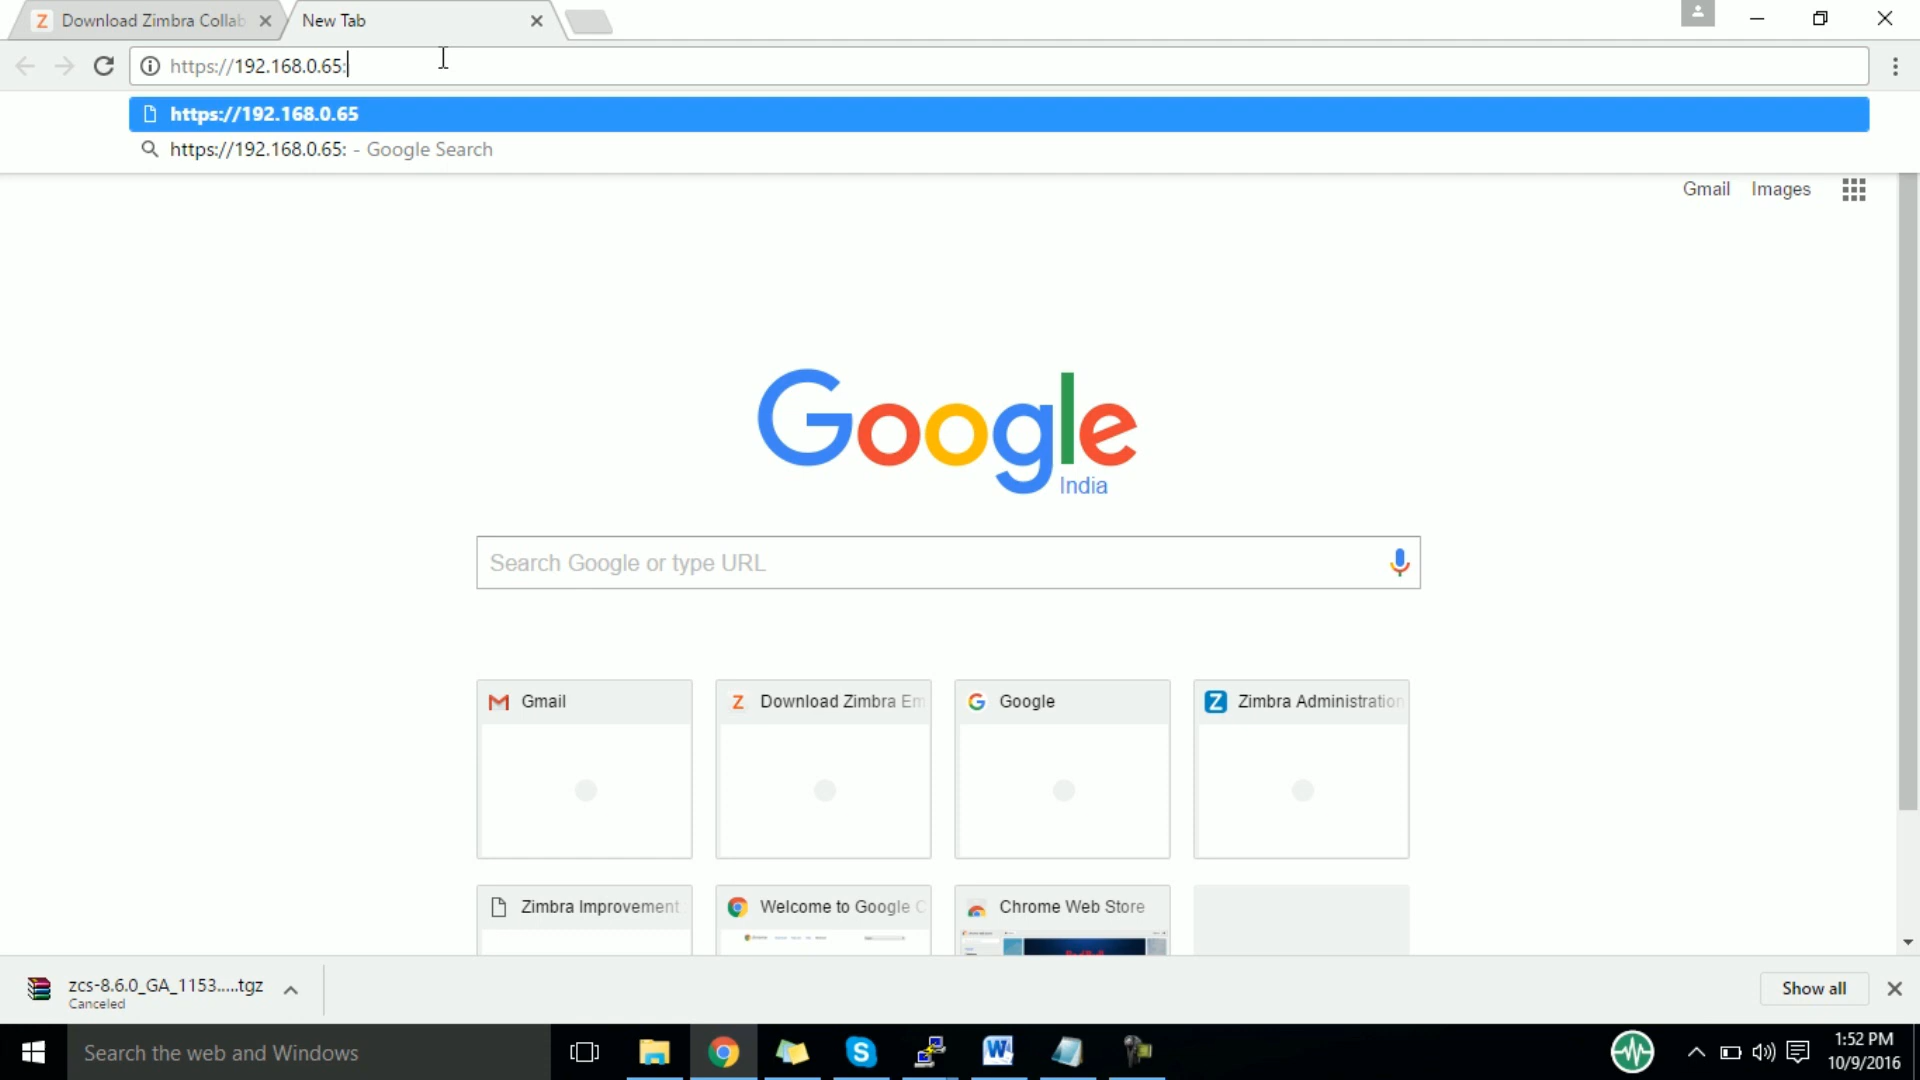 Download Zimbra Collab
New Tab
https://192.168.0.65:
https://192.168.0.65
https://192.168.0.65: - Google Search
Gmail Images
Google
India
Search Google or type URL
Gmail
Download Zimbra Em
Google
Zimbra Administration
Zimbra Improvement
Welcome to Google C
Chrome Web Store
zcs-8.6.0_GA_1153.....tgz
Canceled
Show all
Search the web and Windows
1:52 PM
10/9/2016